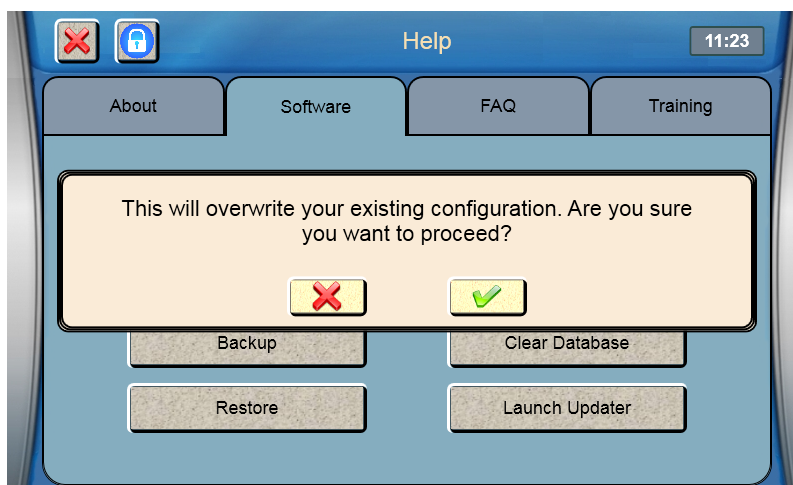 Help
11:23
About
Software
FAQ
Training
This will overwrite your existing configuration. Are you sure
you want to proceed?
Backup
Clear Database
Restore
Launch Updater